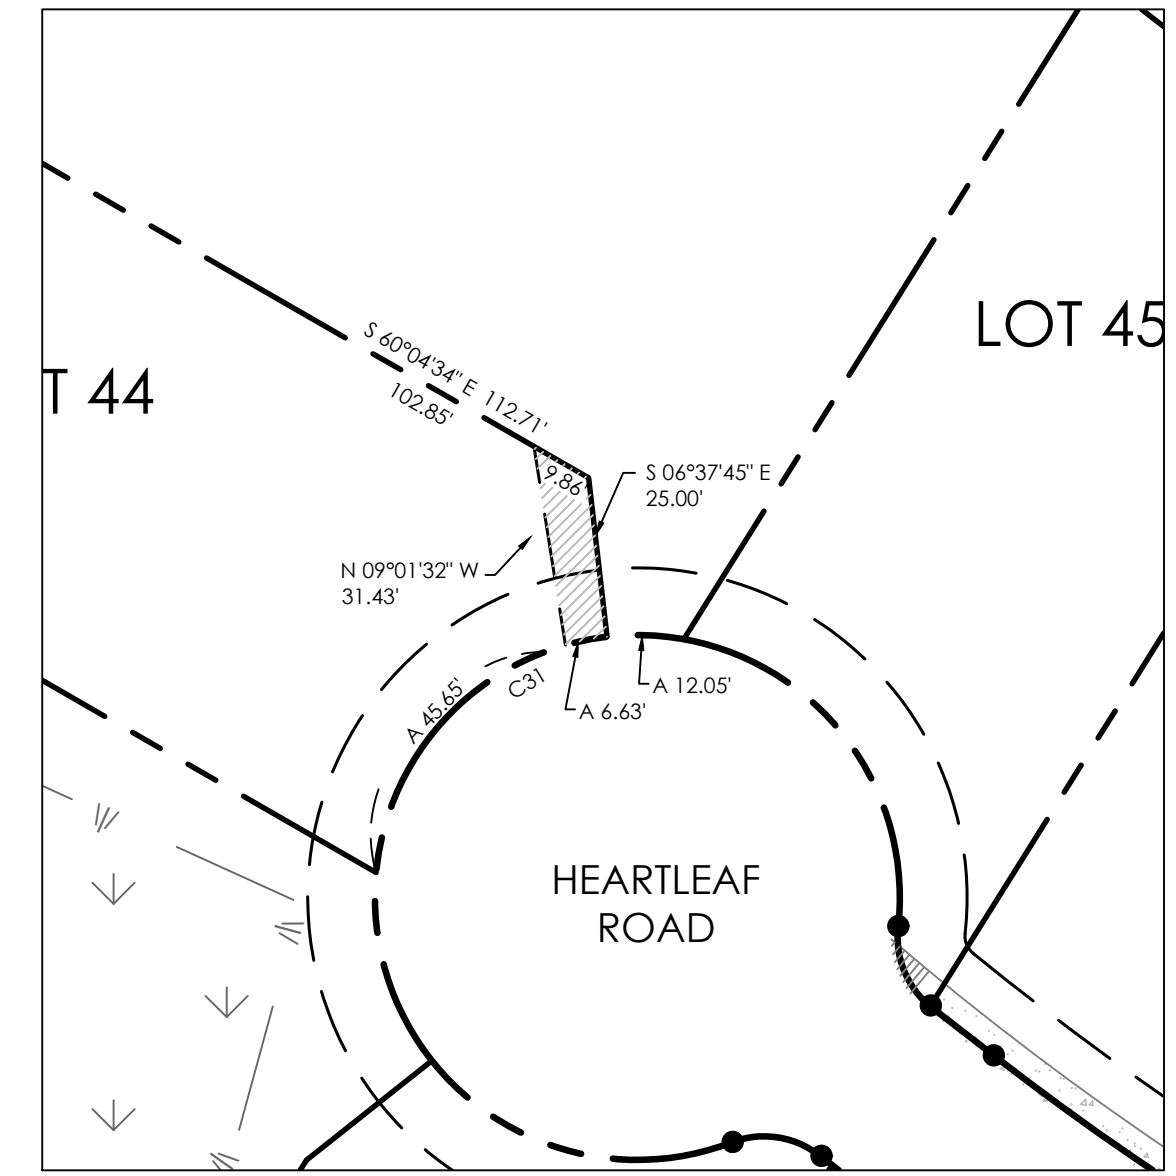 LOT 45
S 60°04'34" E 112.71'
T 44
102.85'
9.86'
S 06°37'45" E
25.00'
N 09°01'32" W
31.43'
A 45.65'
C31
A 12.05'
A 6.63'
HEARTLEAF
ROAD